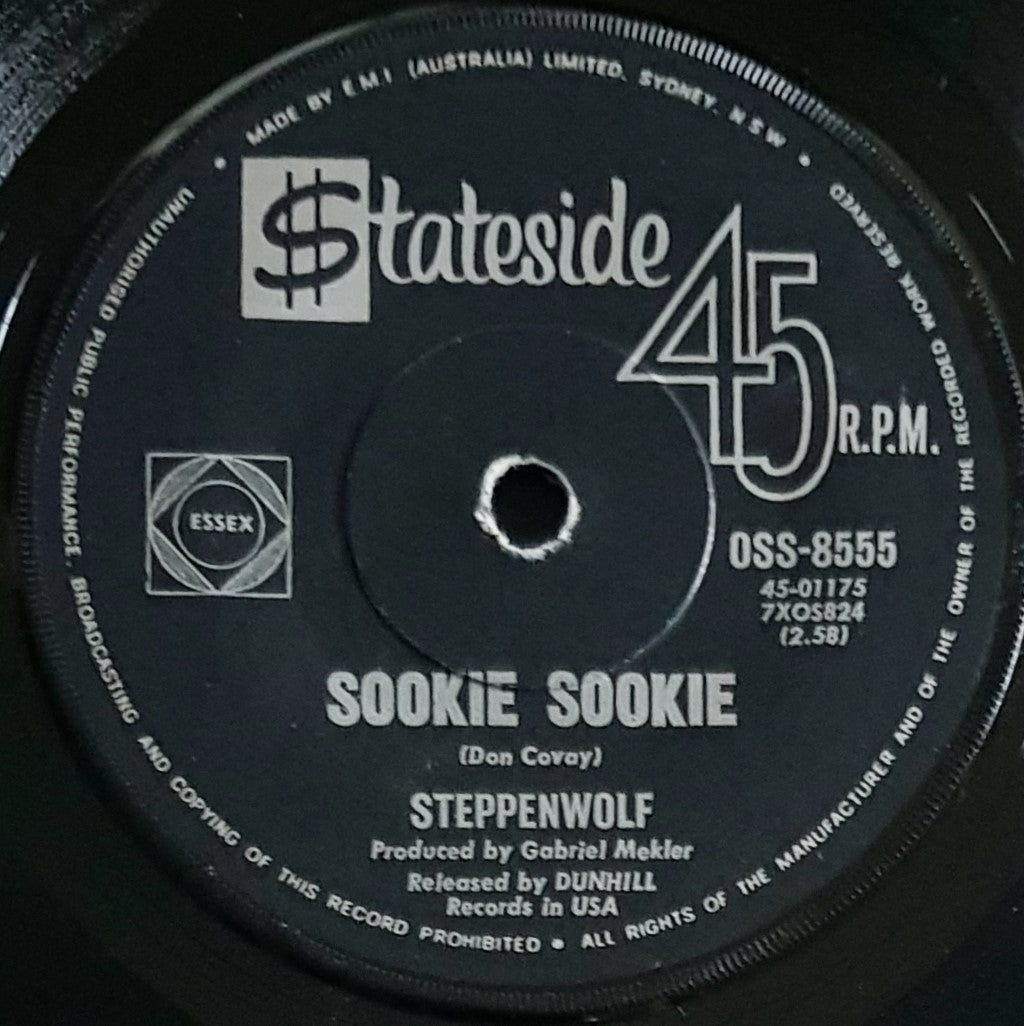 MADE BY E.M.I (AUSTRALIA) LIMITED. SYDNEY. N S W
$tateside
45
R.P.M.
ESSEX
OSS-8555
45-01175
7XOS824
(2.58)
SOOKIE SOOKIE
(Don Covay)
STEPPENWOLF
Produced by Gabriel Mekler
Released by DUNHILL
Records in USA
UNAUTHORISED PUBLIC PERFORMANCE. BROADCASTING AND COPYING OF THIS RECORD PROHIBITED • ALL RIGHTS OF THE MANUFACTURER AND OF THE OWNER OF THE RECORDED WORK RESERVED